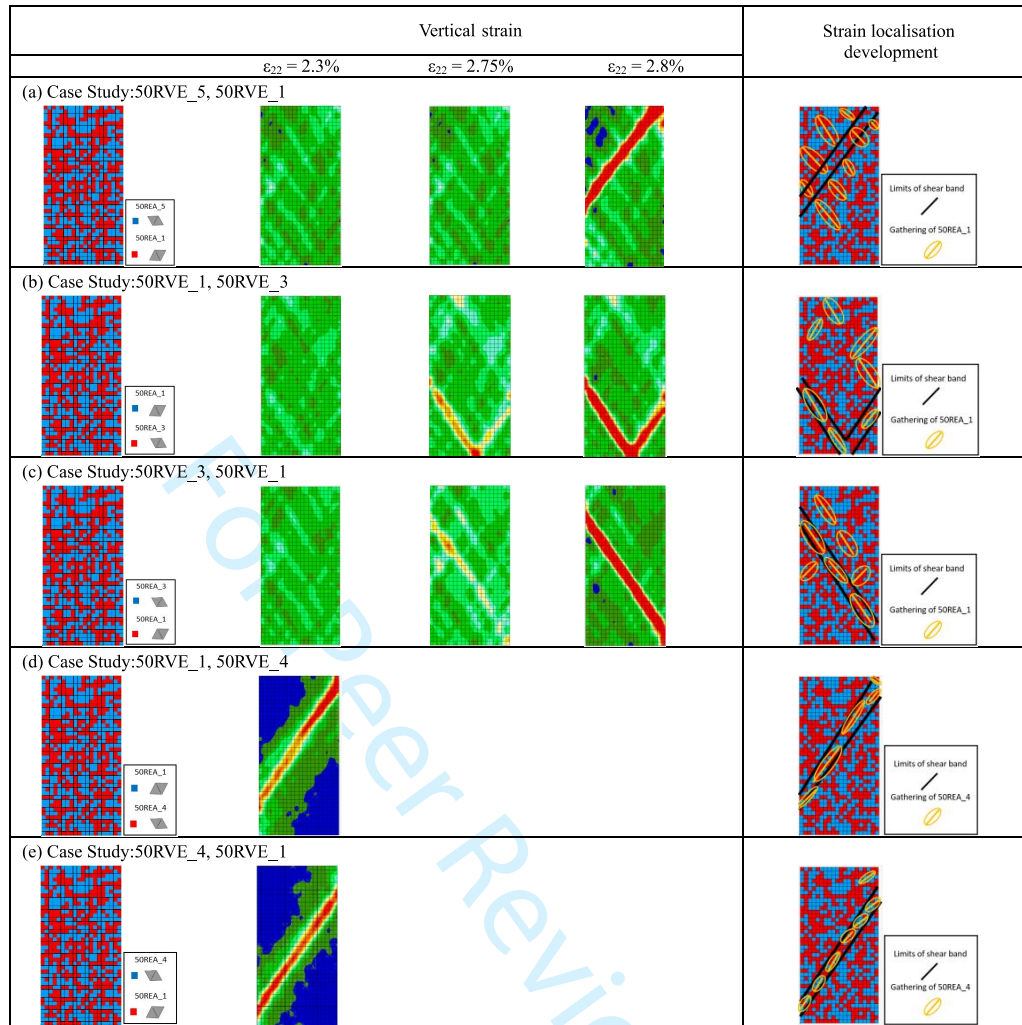 Vertical strain
Strain localisation
development
ε₂₂ = 2.3%
ε₂₂ = 2.75%
ε₂₂ = 2.8%
(a) Case Study:50RVE_5, 50RVE_1
50REA_5
50REA_1
Limits of shear band
Gathering of 50REA_1
(b) Case Study:50RVE_1, 50RVE_3
50REA_1
50REA_3
Limits of shear band
Gathering of 50REA_1
(c) Case Study:50RVE_3, 50RVE_1
50REA_3
50REA_1
Limits of shear band
Gathering of 50REA_1
(d) Case Study:50RVE_1, 50RVE_4
50REA_1
50REA_4
Limits of shear band
Gathering of 50REA_4
(e) Case Study:50RVE_4, 50RVE_1
50REA_4
50REA_1
Limits of shear band
Gathering of 50REA_4
For Peer Revie